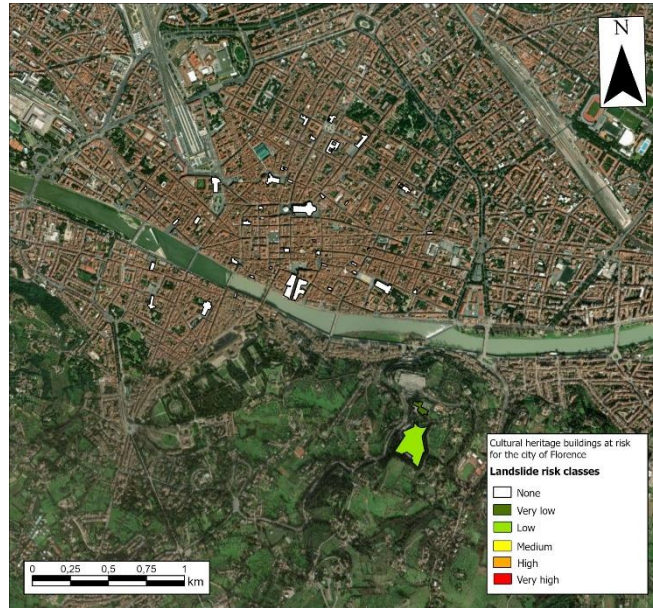 N
Cultural heritage buildings at risk
for the city of Florence
Landslide risk classes
None
Very low
Low
Medium
High
Very high
0 0,25 0,5 0,75 1
km